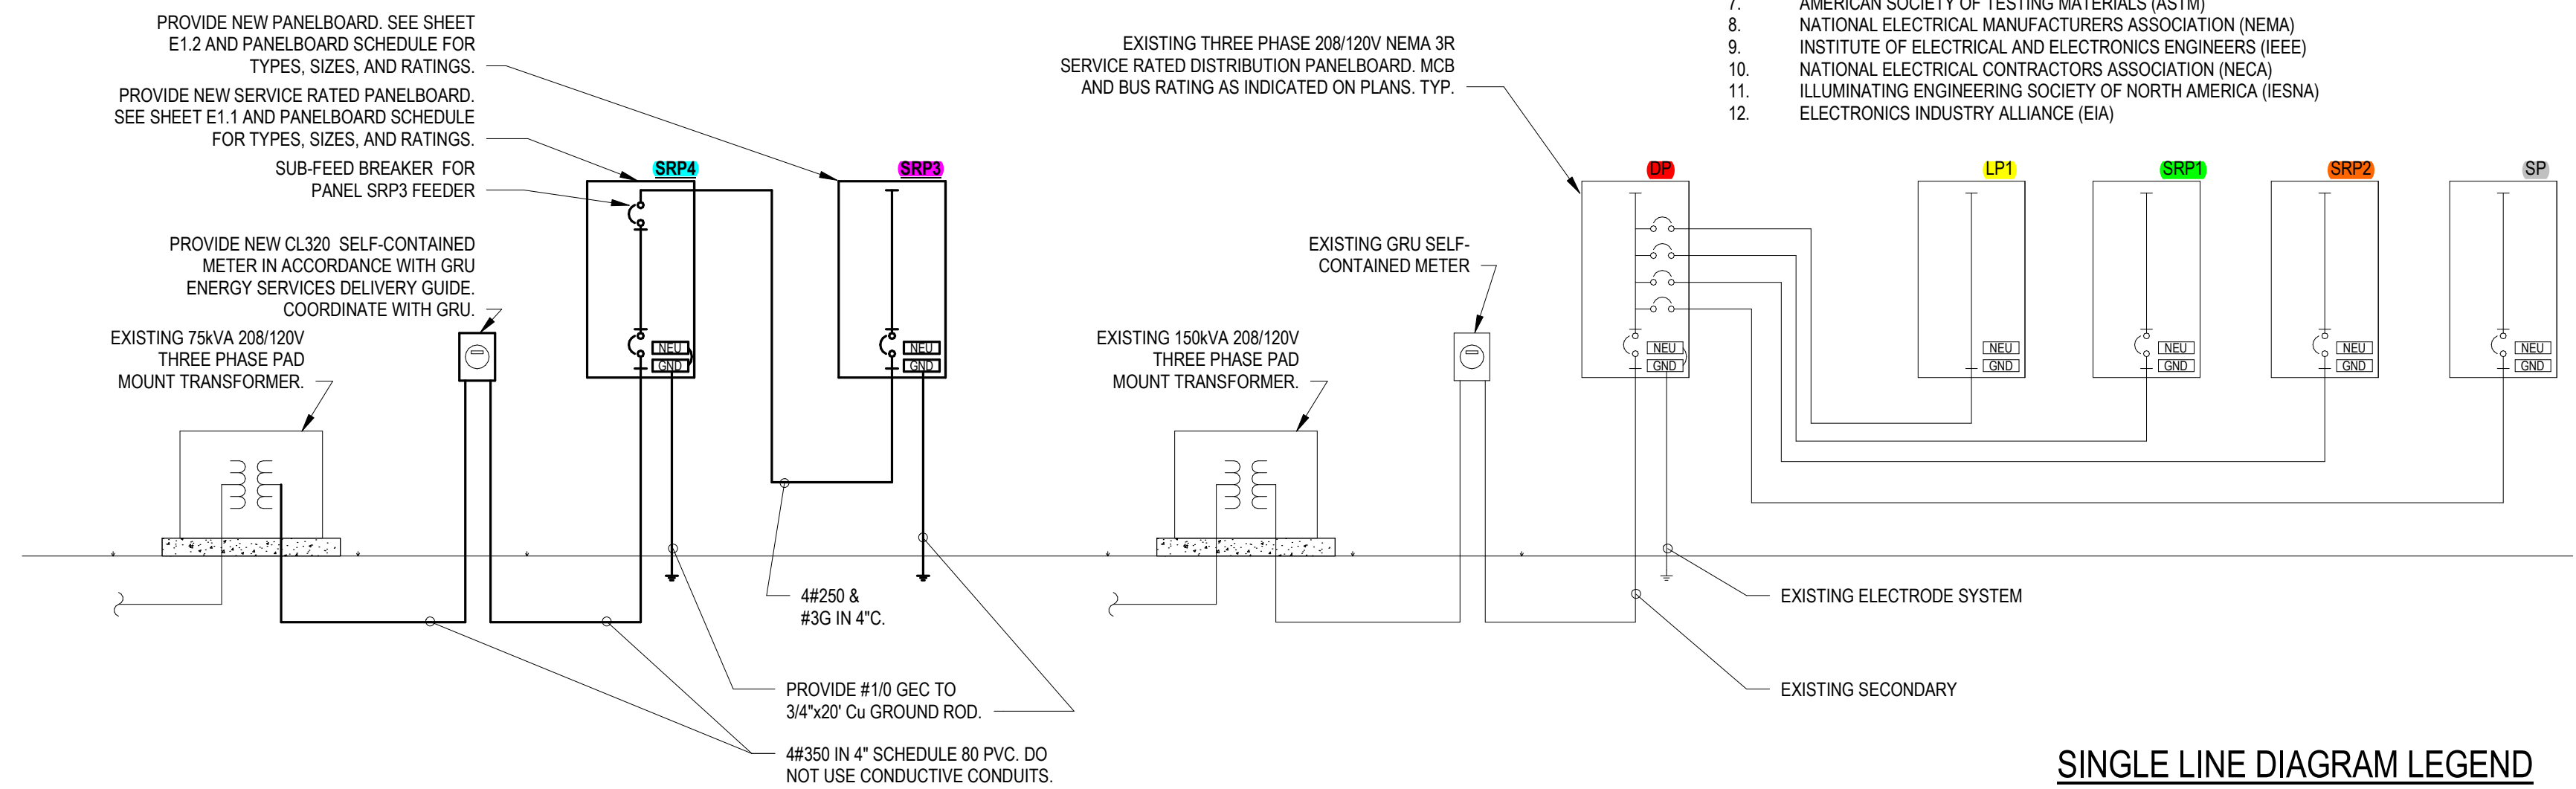 PROVIDE NEW PANELBOARD. SEE SHEET
E1.2 AND PANELBOARD SCHEDULE FOR
TYPES, SIZES, AND RATINGS.
PROVIDE NEW SERVICE RATED PANELBOARD.
SEE SHEET E1.1 AND PANELBOARD SCHEDULE
FOR TYPES, SIZES, AND RATINGS.
SUB-FEED BREAKER FOR
PANEL SRP3 FEEDER
PROVIDE NEW CL320 SELF-CONTAINED
METER IN ACCORDANCE WITH GRU
ENERGY SERVICES DELIVERY GUIDE.
COORDINATE WITH GRU.
EXISTING 75kVA 208/120V
THREE PHASE PAD
MOUNT TRANSFORMER.
SRP4
NEU
GND
SRP3
NEU
GND
4#250 &
#3G IN 4"C.
PROVIDE #1/0 GEC TO
3/4"x20' Cu GROUND ROD.
4#350 IN 4" SCHEDULE 80 PVC. DO
NOT USE CONDUCTIVE CONDUITS.
EXISTING THREE PHASE 208/120V NEMA 3R
SERVICE RATED DISTRIBUTION PANELBOARD. MCB
AND BUS RATING AS INDICATED ON PLANS. TYP.
EXISTING GRU SELF-
CONTAINED METER
EXISTING 150kVA 208/120V
THREE PHASE PAD
MOUNT TRANSFORMER.
7. AMERICAN SOCIETY OF TESTING MATERIALS (ASTM)
8. NATIONAL ELECTRICAL MANUFACTURERS ASSOCIATION (NEMA)
9. INSTITUTE OF ELECTRICAL AND ELECTRONICS ENGINEERS (IEEE)
10. NATIONAL ELECTRICAL CONTRACTORS ASSOCIATION (NECA)
11. ILLUMINATING ENGINEERING SOCIETY OF NORTH AMERICA (IESNA)
12. ELECTRONICS INDUSTRY ALLIANCE (EIA)
DP
NEU
GND
LP1
NEU
GND
SRP1
NEU
GND
SRP2
NEU
GND
SP
NEU
GND
EXISTING ELECTRODE SYSTEM
EXISTING SECONDARY
SINGLE LINE DIAGRAM LEGEND